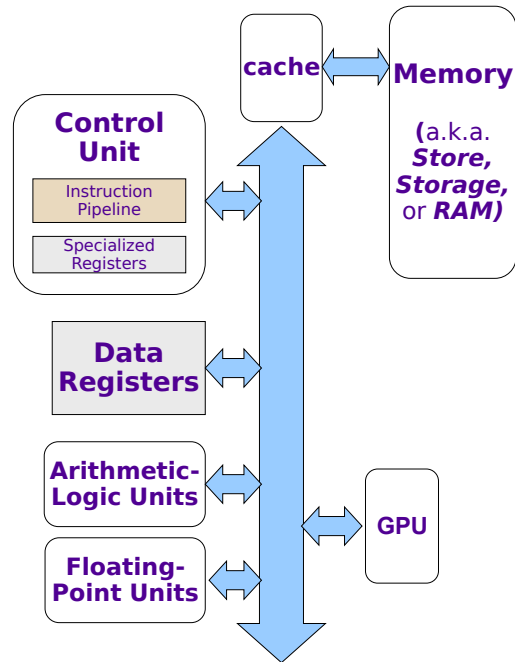 cache
Memory
(a.k.a.
Store,
Storage,
or RAM)
Control
Unit
Instruction
Pipeline
Specialized
Registers
Data
Registers
Arithmetic-
Logic Units
Floating-
Point Units
GPU